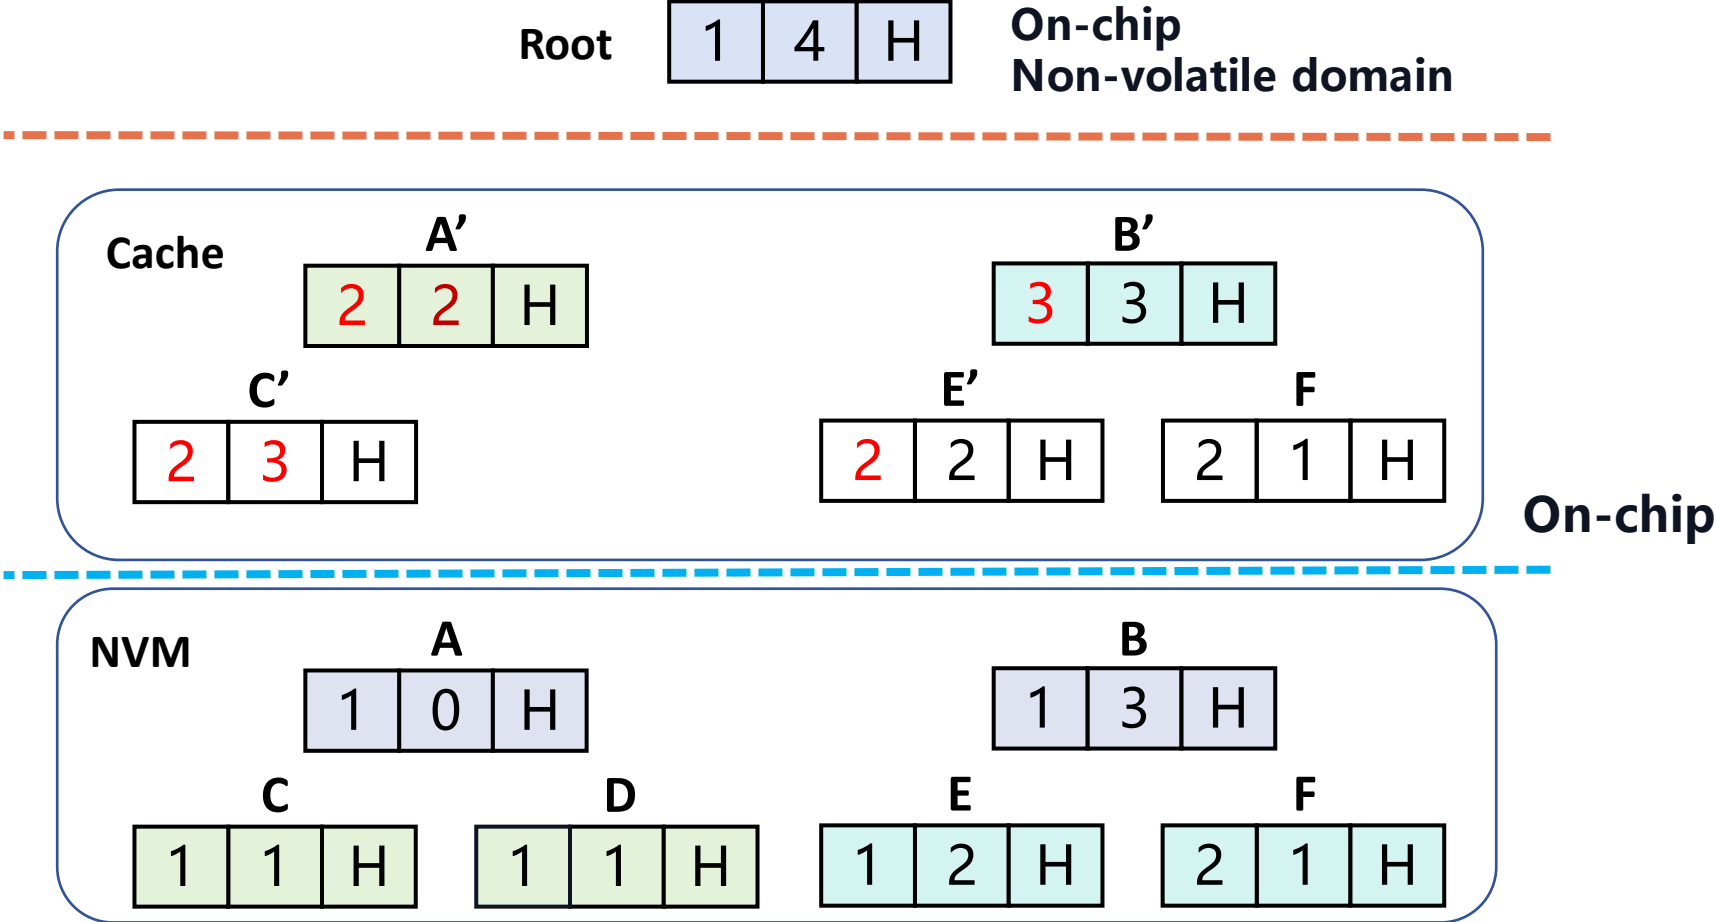 Root 1 4 H On-chip
Non-volatile domain
Cache
A’ B’
2 2 H 3 3 H
C’ E’ F
2 3 H 2 2 H 2 1 H
On-chip
NVM
A B
1 0 H 1 3 H
C D E F
1 1 H 1 1 H 1 2 H 2 1 H